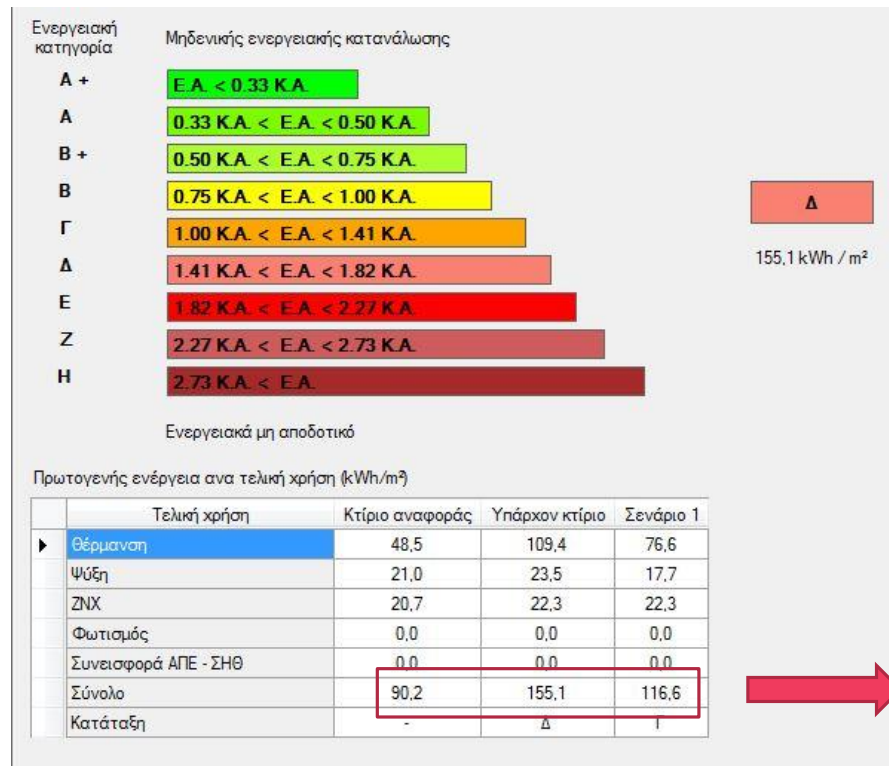 Ενεργειακή κατηγορία
Μηδενικής ενεργειακής κατανάλωσης
Α + Ε.Α. < 0.33 Κ.Α.
Α 0.33 Κ.Α. < Ε.Α. < 0.50 Κ.Α.
Β + 0.50 Κ.Α. < Ε.Α. < 0.75 Κ.Α.
Β 0.75 Κ.Α. < Ε.Α. < 1.00 Κ.Α.
Γ 1.00 Κ.Α. < Ε.Α. < 1.41 Κ.Α.
Δ 1.41 Κ.Α. < Ε.Α. < 1.82 Κ.Α.
Ε 1.82 Κ.Α. < Ε.Α. < 2.27 Κ.Α.
Ζ 2.27 Κ.Α. < Ε.Α. < 2.73 Κ.Α.
Η 2.73 Κ.Α. < Ε.Α.
Δ
155,1 kWh / m²
Ενεργειακά μη αποδοτικό
Πρωτογενής ενέργεια ανα τελική χρήση (kWh/m²)
Τελική χρήση Κτίριο αναφοράς Υπάρχον κτίριο Σενάριο 1
Θέρμανση 48,5 109,4 76,6
Ψύξη 21,0 23,5 17,7
ΖΝΧ 20,7 22,3 22,3
Φωτισμός 0,0 0,0 0,0
Συνεισφορά ΑΠΕ - ΣΗΘ 0,0 0,0 0,0
Σύνολο 90,2 155,1 116,6
Κατάταξη - Δ Γ